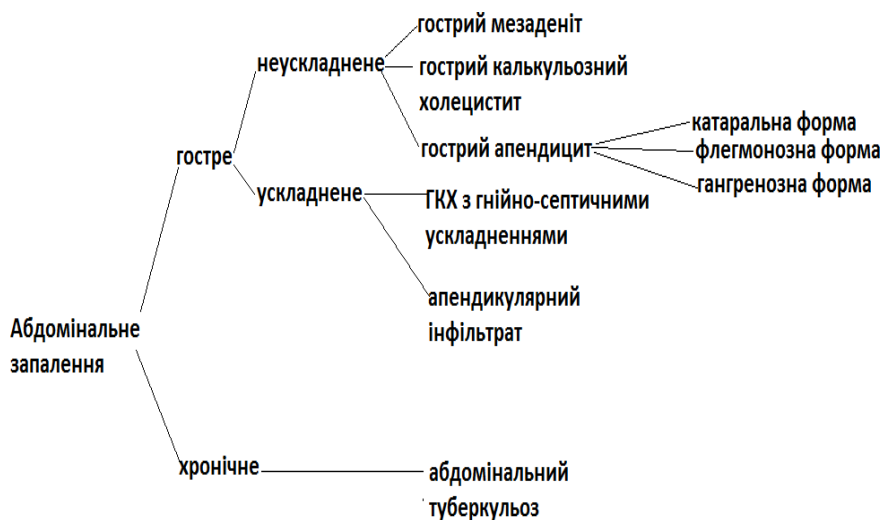 гострий мезаденіт
неускладнене
гострий калькульозний
холецистит
гостре
гострий апендицит
катаральна форма
флегмонозна форма
гангренозна форма
ускладнене
ГКХ з гнійно-септичними
ускладненнями
апендикулярний
інфільтрат
Абдомінальне
запалення
хронічне
абдомінальний
туберкульоз